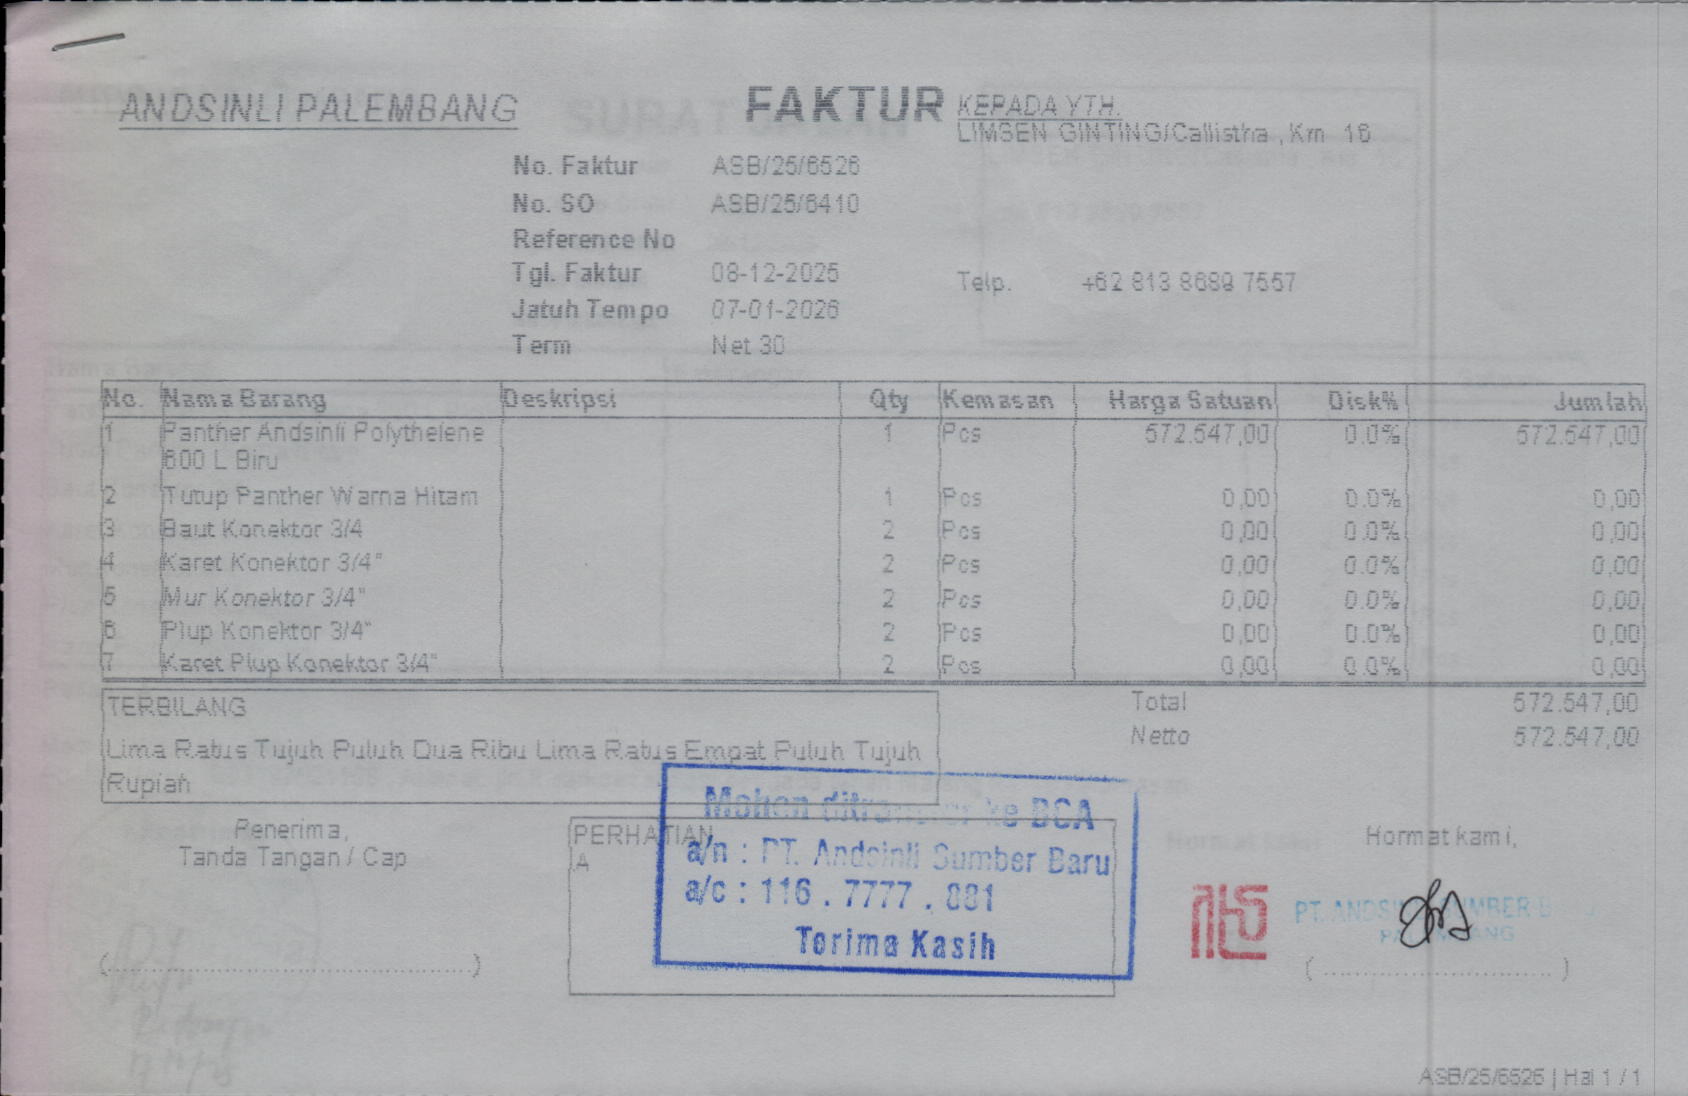 ANDSINLI PALEMBANG
FAKTUR
KEPADA YTH.
LIMSEN GINTING/Callistha , Km 16
No. Faktur ASB/25/6526
No. SO ASB/25/6410
Reference No
Tgl. Faktur 08-12-2025
Telp. +62 813 8689 7557
Jatuh Tempo 07-01-2026
Term Net 30
No. Nama Barang Deskripsi Qty Kemasan Harga Satuan Disk% Jumlah
1 Panther Andsinli Polythelene 1 Pcs 572.547,00 0.0% 572.547,00
600 L Biru
2 Tutup Panther Warna Hitam 1 Pcs 0,00 0.0% 0,00
3 Baut Konektor 3/4 2 Pcs 0,00 0.0% 0,00
4 Karet Konektor 3/4" 2 Pcs 0,00 0.0% 0,00
5 Mur Konektor 3/4" 2 Pcs 0,00 0.0% 0,00
6 Plup Konektor 3/4" 2 Pcs 0,00 0.0% 0,00
7 Karet Plup Konektor 3/4" 2 Pcs 0,00 0.0% 0,00
TERBILANG
Lima Ratus Tujuh Puluh Dua Ribu Lima Ratus Empat Puluh Tujuh
Rupiah
Total 572.547,00
Netto 572.547,00
Penerima,
Tanda Tangan / Cap
PERHATIAN
A
Mohon ditransfer ke BCA
a/n : PT. Andsinli Sumber Baru
a/c : 116 . 7777 . 881
Terima Kasih
Hormat kami,
PT. ANDSINLI SUMBER B
PALEMBANG
ASB/25/6526 | Hal 1 / 1